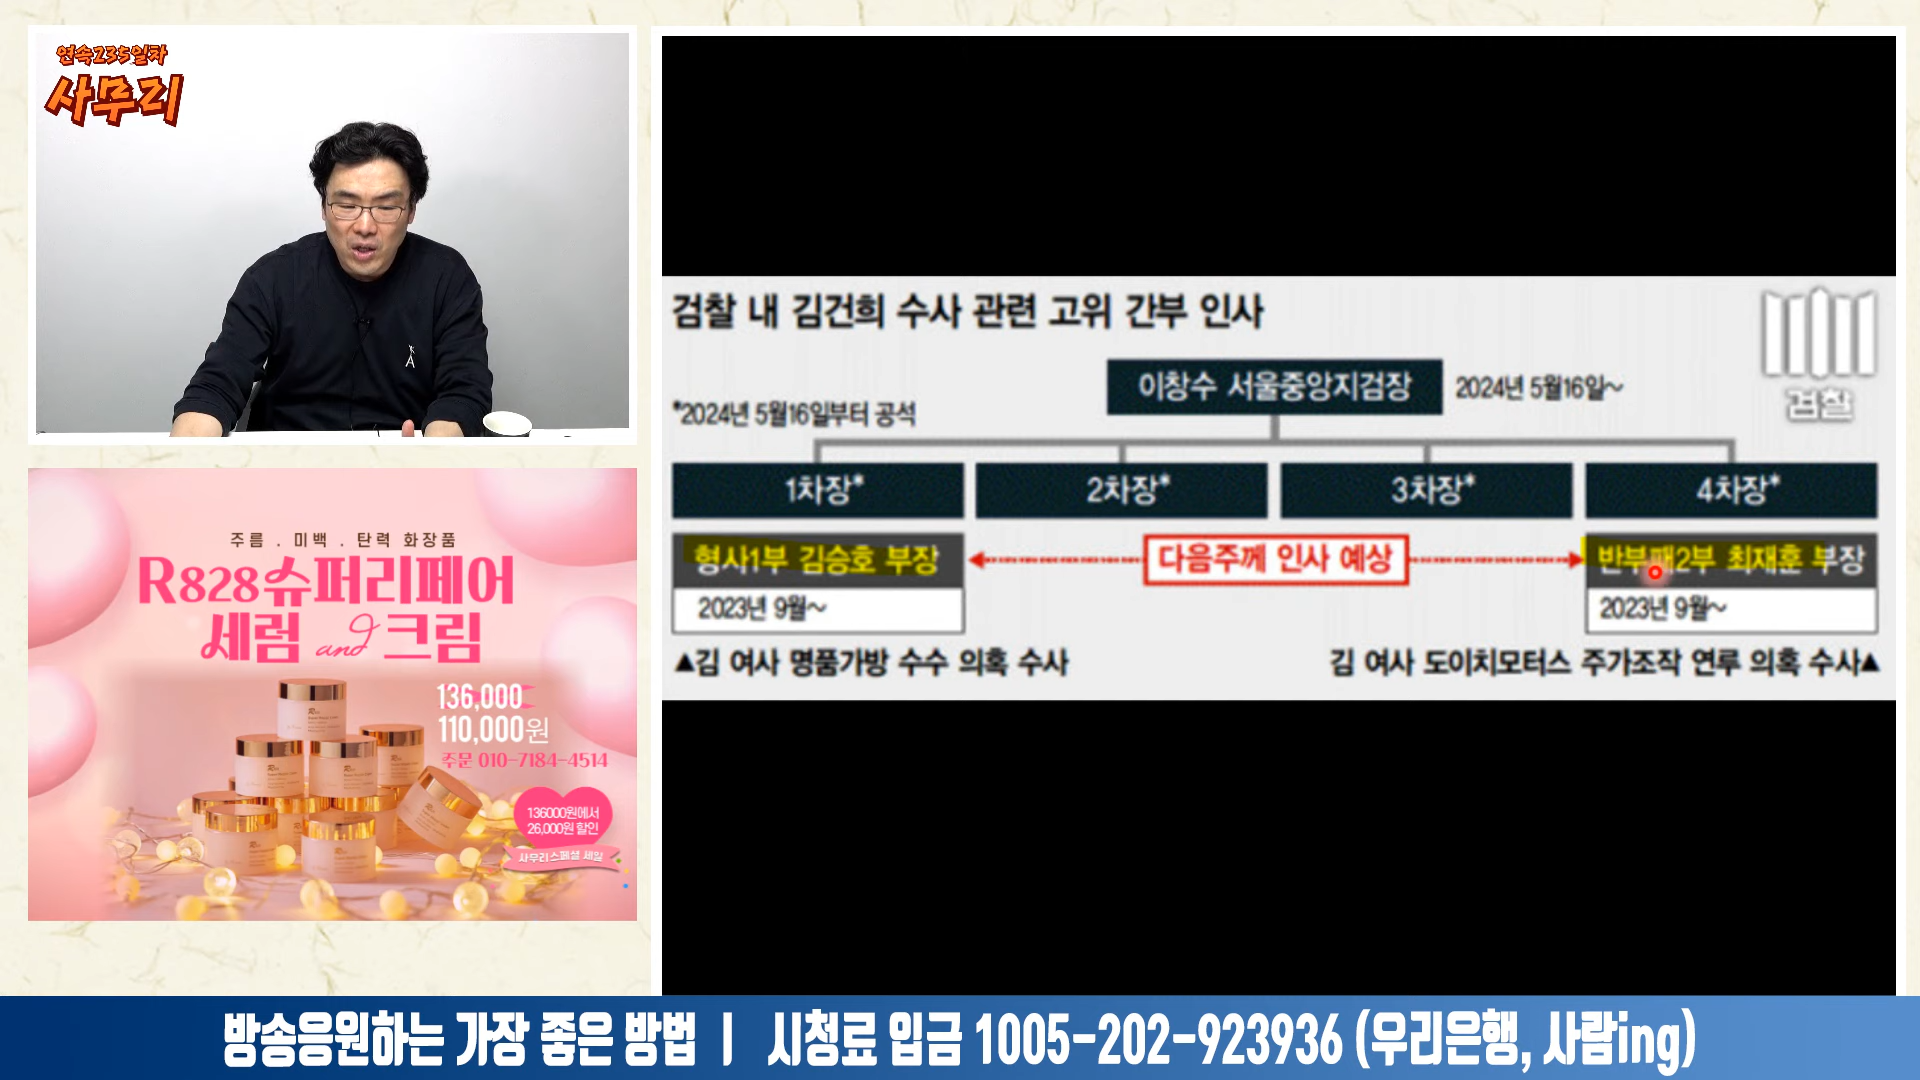 연속235일차
사무리
주름 . 미백 . 탄력 화장품
R828슈퍼리페어
세럼 and 크림
136,000
110,000원
주문 010-7184-4514
136000원에서
26,000원 할인
사무리스페셜 세일
검찰 내 김건희 수사 관련 고위 간부 인사
검찰
이창수 서울중앙지검장 2024년 5월16일~
*2024년 5월16일부터 공석
1차장* 2차장* 3차장* 4차장*
형사1부 김승호 부장 다음주께 인사 예상 반부패2부 최재훈 부장
2023년 9월~ 2023년 9월~
▲김 여사 명품가방 수수 의혹 수사 김 여사 도이치모터스 주가조작 연루 의혹 수사▲
방송응원하는 가장 좋은 방법 | 시청료 입금 1005-202-923936 (우리은행, 사람ing)